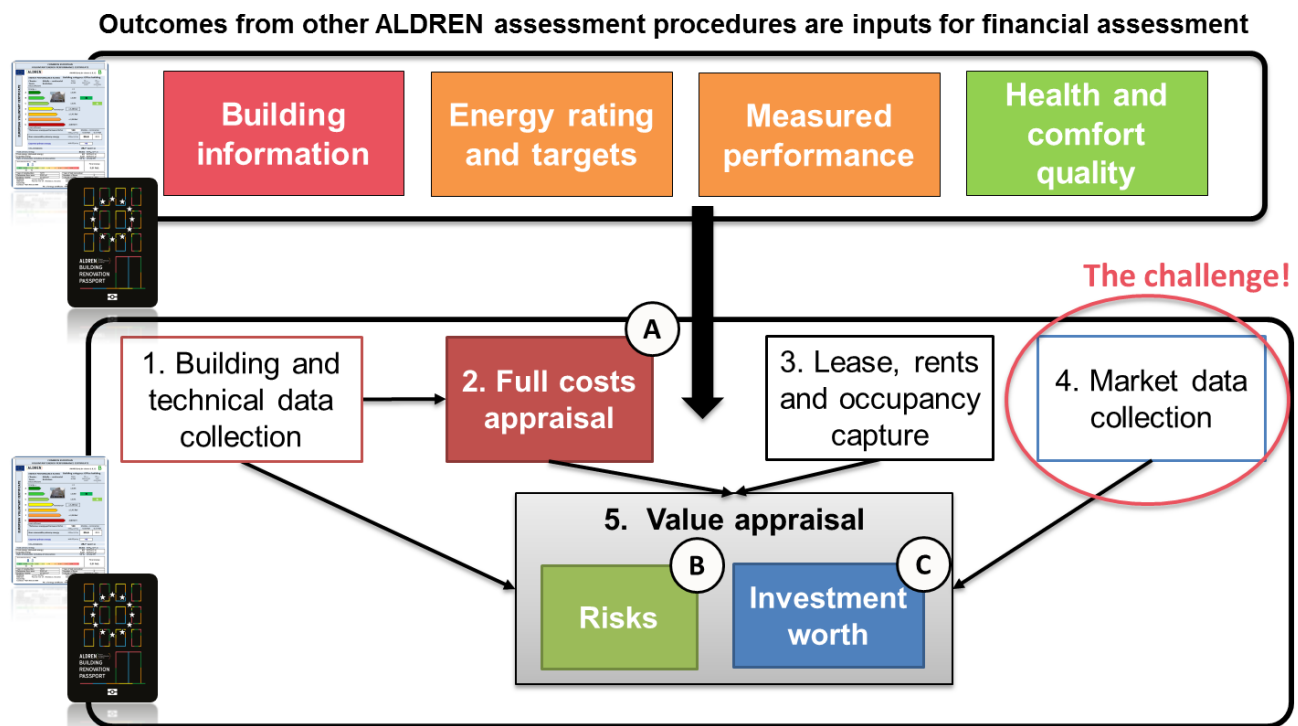 Outcomes from other ALDREN assessment procedures are inputs for financial assessment
Building
information
Energy rating
and targets
Measured
performance
Health and
comfort
quality
ALDREN
BUILDING
RENOVATION
PASSPORT
The challenge!
A
1. Building and
technical data
collection
2. Full costs
appraisal
3. Lease, rents
and occupancy
capture
4. Market data
collection
5. Value appraisal
B
Risks
C
Investment
worth
ALDREN
ALDREN
BUILDING
RENOVATION
PASSPORT